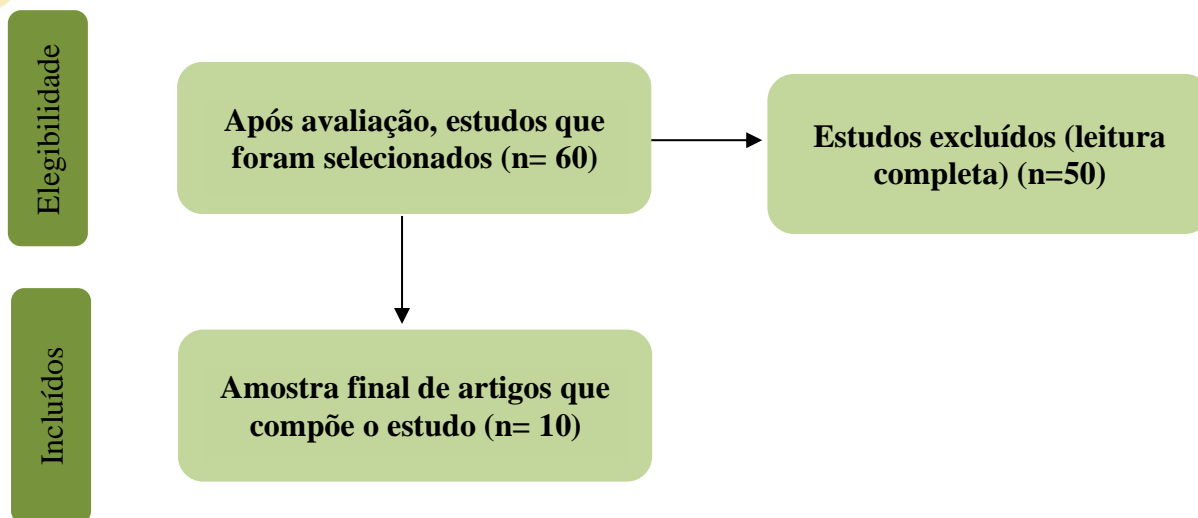 Elegibilidade
Após avaliação, estudos que
foram selecionados (n= 60)
Estudos excluídos (leitura
completa) (n=50)
Incluídos
Amostra final de artigos que
compõe o estudo (n= 10)